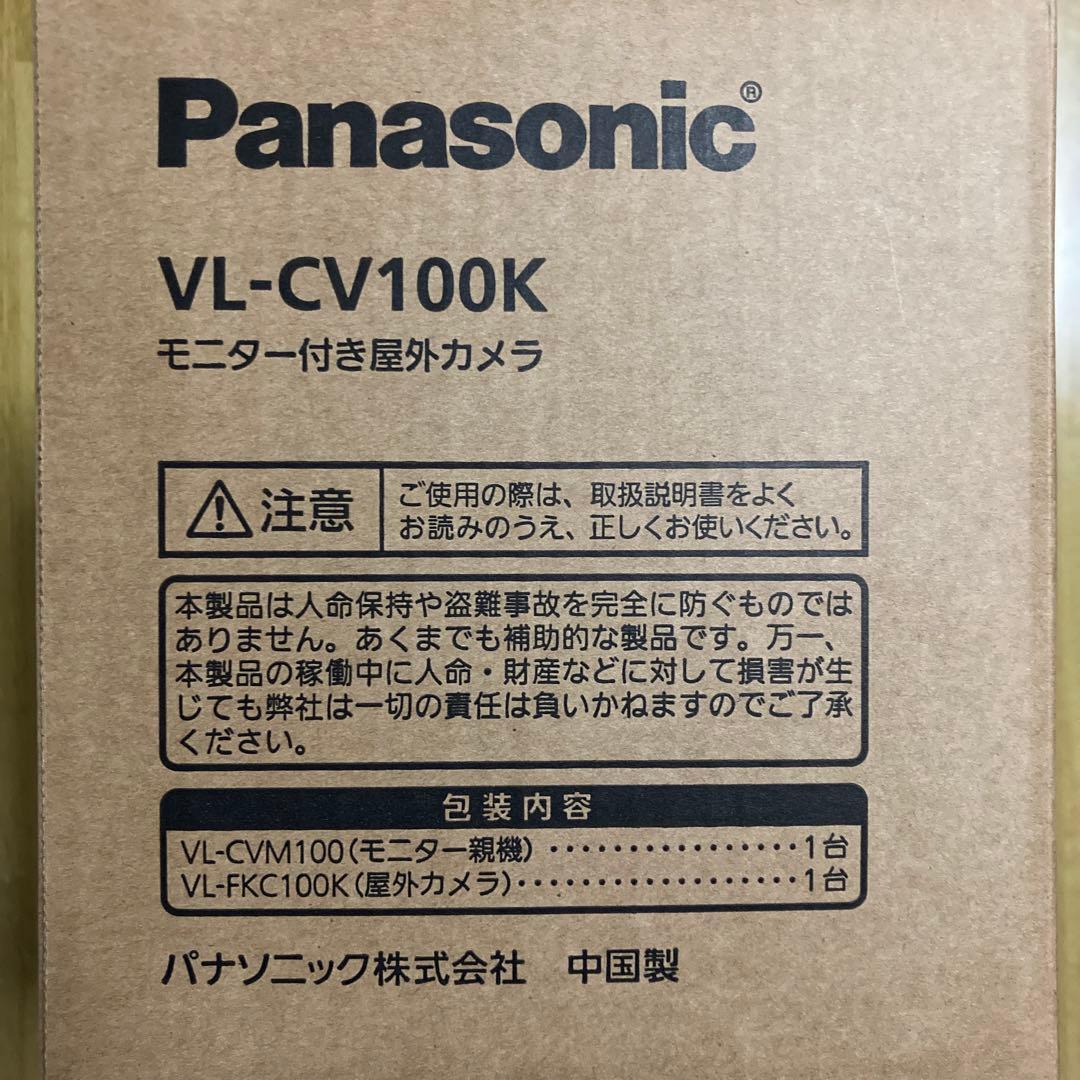 Panasonic®
VL-CV100K
モニター付き屋外カメラ
注意
ご使用の際は、取扱説明書をよく
お読みのうえ、正しくお使いください。
本製品は人命保持や盗難事故を完全に防ぐものでは
ありません。あくまでも補助的な製品です。万一、
本製品の稼働中に人命・財産などに対して損害が生
じても弊社は一切の責任は負いかねますのでご了承
ください。
包装内容
VL-CVM100(モニター親機)・・・・・・・・・・・・・・・・1台
VL-FKC100K(屋外カメラ)・・・・・・・・・・・・・・・・・・1台
パナソニック株式会社　中国製